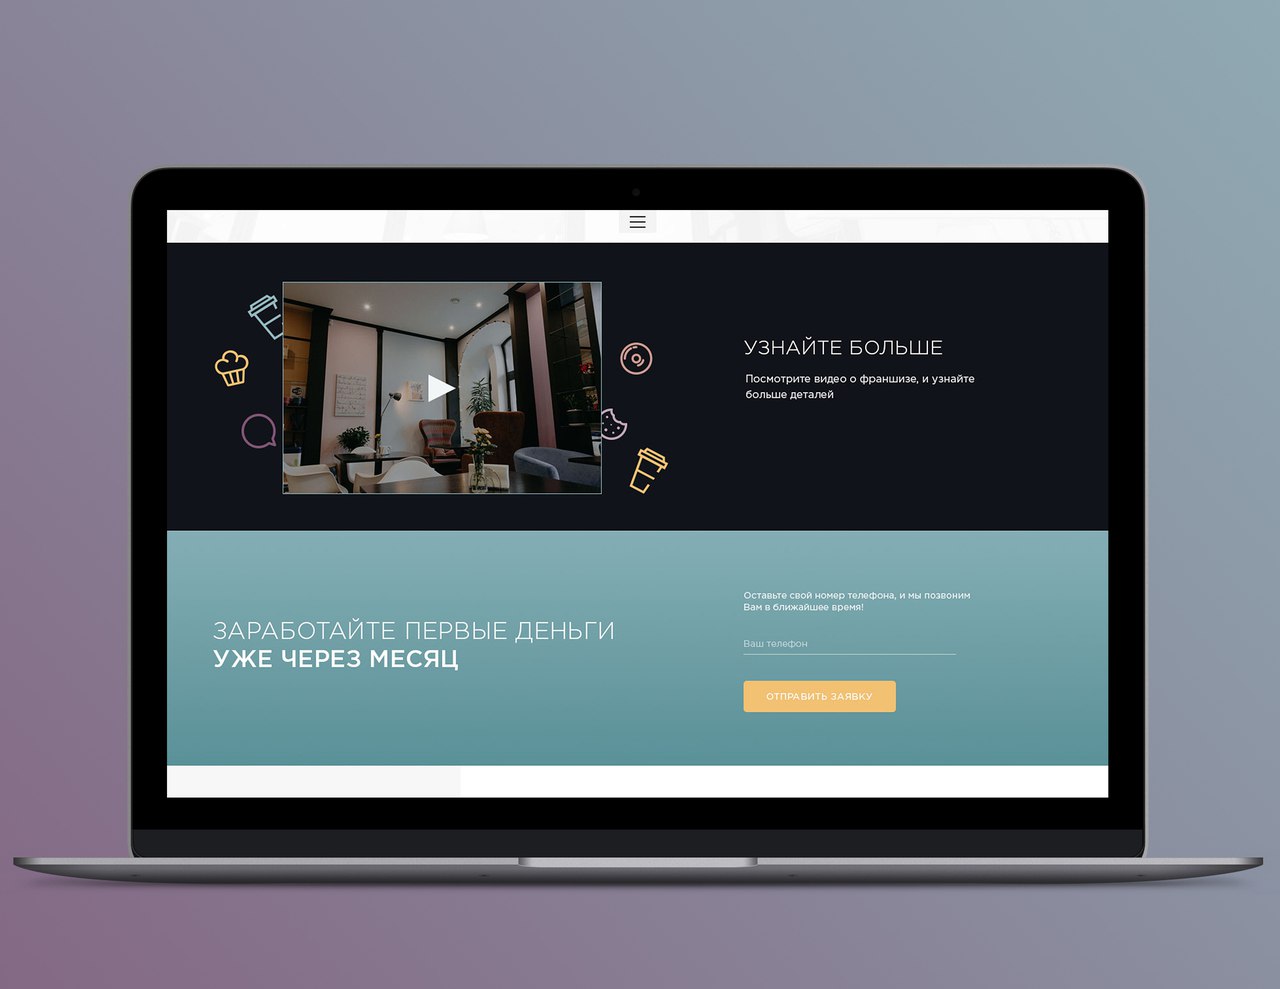 УЗНАЙТЕ БОЛЬШЕ
Посмотрите видео о франшизе, и узнайте
больше деталей
ЗАРАБОТАЙТЕ ПЕРВЫЕ ДЕНЬГИ
УЖЕ ЧЕРЕЗ МЕСЯЦ
Оставьте свой номер телефона, и мы позвоним
Вам в ближайшее время!
Ваш телефон
ОТПРАВИТЬ ЗАЯВКУ